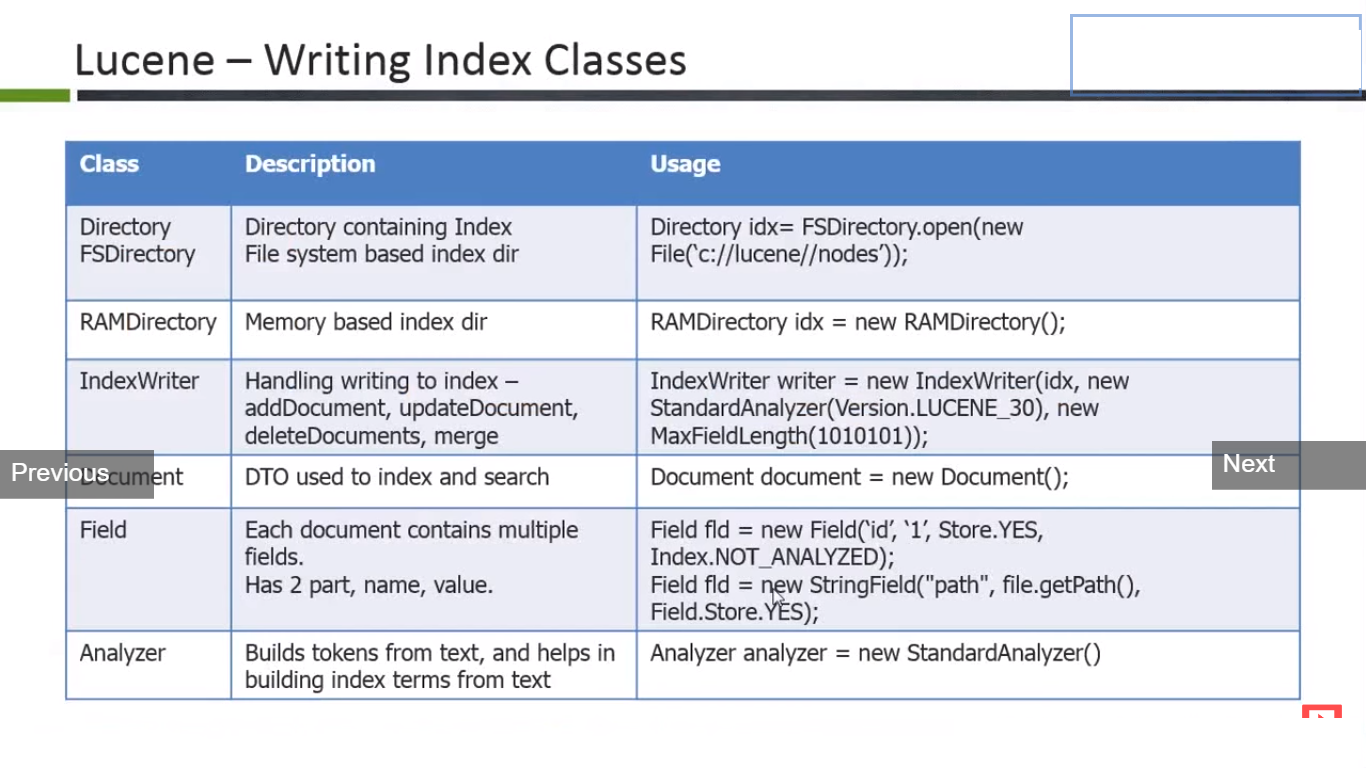 Lucene – Writing Index Classes
Class
Description
Usage
Directory
FSDirectory
Directory containing Index
File system based index dir
Directory idx= FSDirectory.open(new
File(‘c://lucene//nodes’));
RAMDirectory
Memory based index dir
RAMDirectory idx = new RAMDirectory();
IndexWriter
Handling writing to index –
addDocument, updateDocument,
deleteDocuments, merge
IndexWriter writer = new IndexWriter(idx, new
StandardAnalyzer(Version.LUCENE_30), new
MaxFieldLength(1010101));
Previous
Next
Document
DTO used to index and search
Document document = new Document();
Field
Each document contains multiple
fields.
Has 2 part, name, value.
Field fld = new Field(‘id’, ‘1’, Store.YES,
Index.NOT_ANALYZED);
Field fld = new StringField("path", file.getPath(),
Field.Store.YES);
Analyzer
Builds tokens from text, and helps in
building index terms from text
Analyzer analyzer = new StandardAnalyzer()